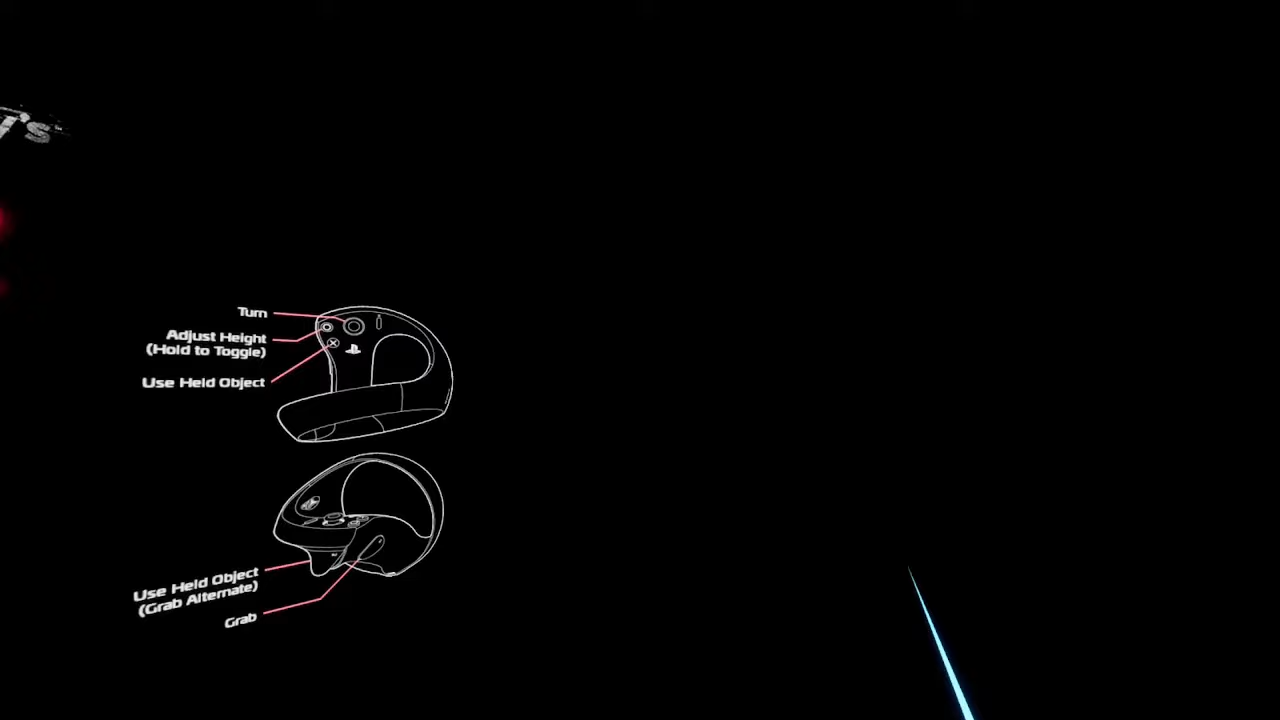 's
Turn
Adjust Height
(Hold to Toggle)
Use Held Object
Use Held Object
(Grab Alternate)
Grab